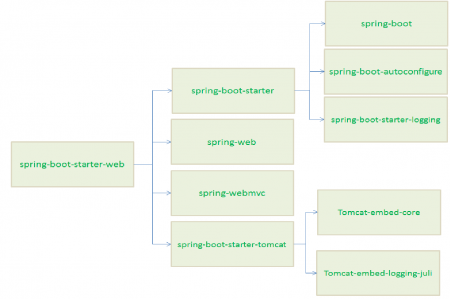 spring-boot
spring-boot-starter
spring-boot-autoconfigure
spring-boot-starter-logging
spring-web
spring-boot-starter-web
spring-webmvc
Tomcat-embed-core
spring-boot-starter-tomcat
Tomcat-embed-logging-juli